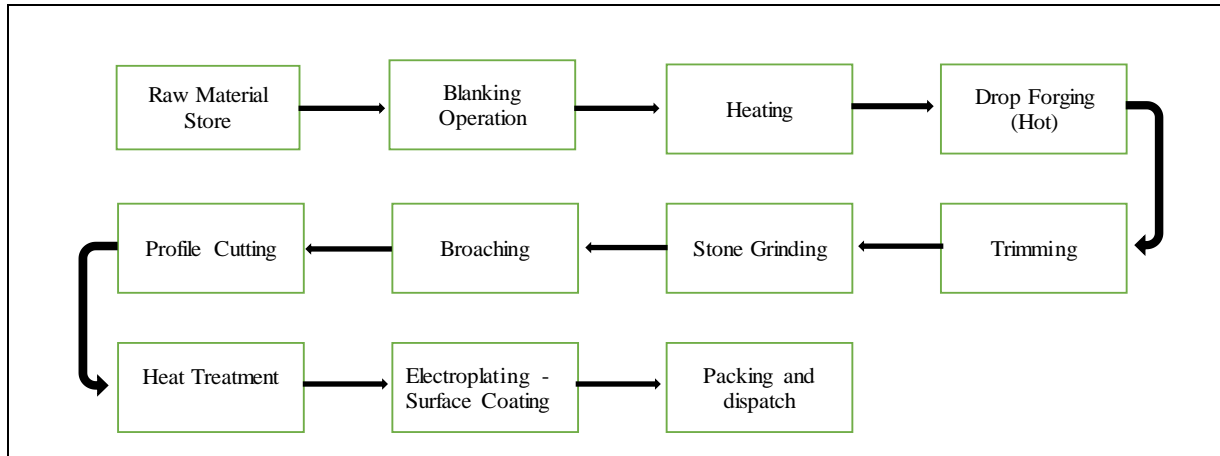 Raw Material
Store
Blanking
Operation
Heating
Drop Forging
(Hot)
Trimming
Stone Grinding
Broaching
Profile Cutting
Heat Treatment
Electroplating -
Surface Coating
Packing and
dispatch